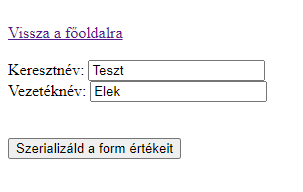 Vissza a főoldalra
Keresztnév: Teszt
Vezetéknév: Elek
Szerializáld a form értékeit